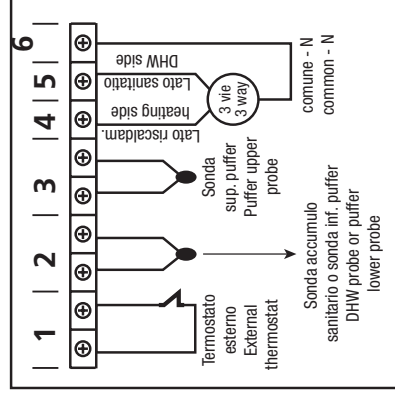 1
2
3
4
5
6
Termostato
esterno
External
thermostat
Sonda accumulo
sanitario o sonda inf. puffer
DHW probe or puffer
lower probe
Sonda
sup. puffer
Puffer upper
probe
Lato riscaldam.
heating side
Lato sanitatio
DHW side
3 vie
3 way
comune - N
common - N